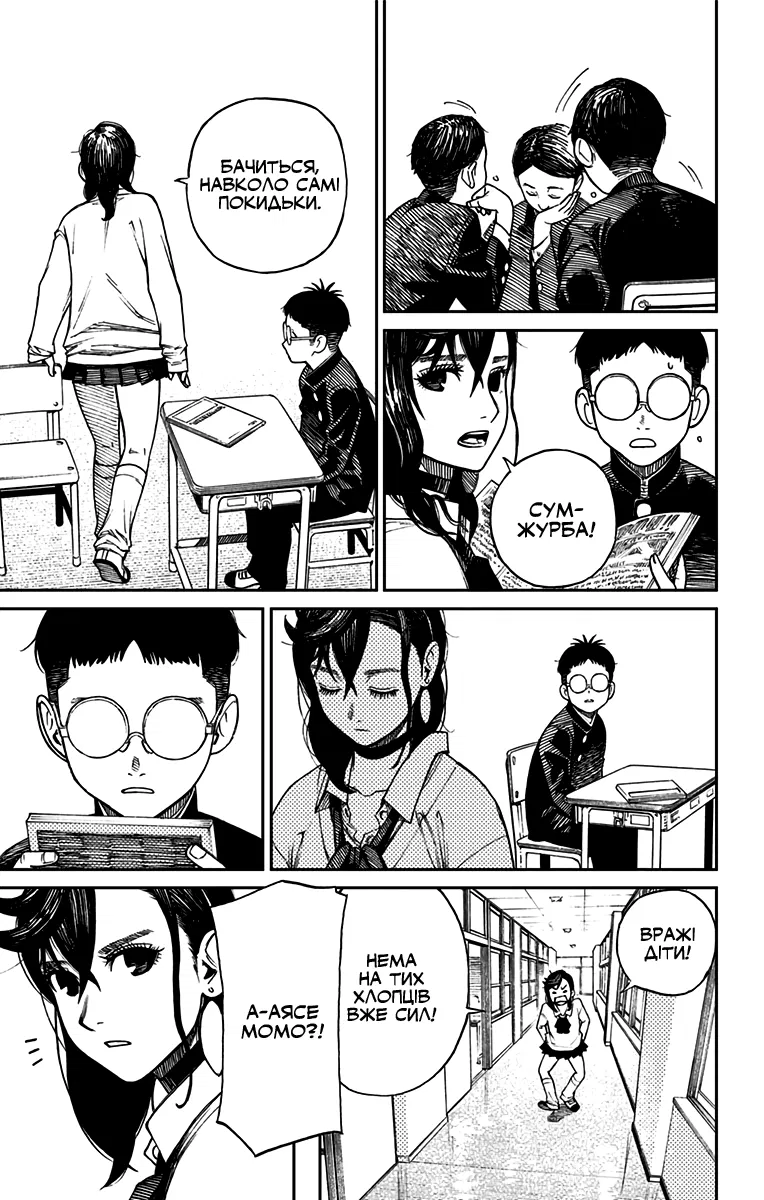 СУМ-
ЖУРБА!
БАЧИТЬСЯ,
НАВКОЛО САМІ
ПОКИДЬКИ.
ВРАЖІ
ДІТИ!
НЕМА
НА ТИХ
ХЛОПЦІВ
ВЖЕ СИЛ!
А-АЯСЕ
МОМО?!